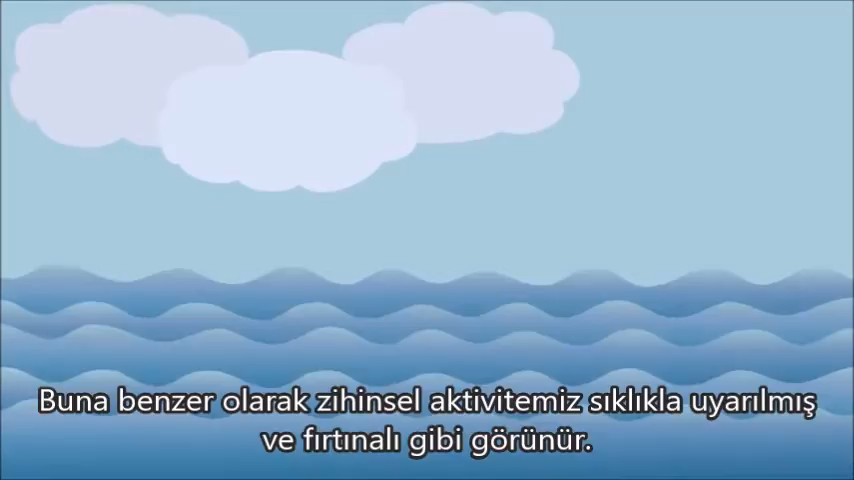 Buna benzer olarak zihinsel aktivitemiz sıklıkla uyarılmış
ve fırtınalı gibi görünür.